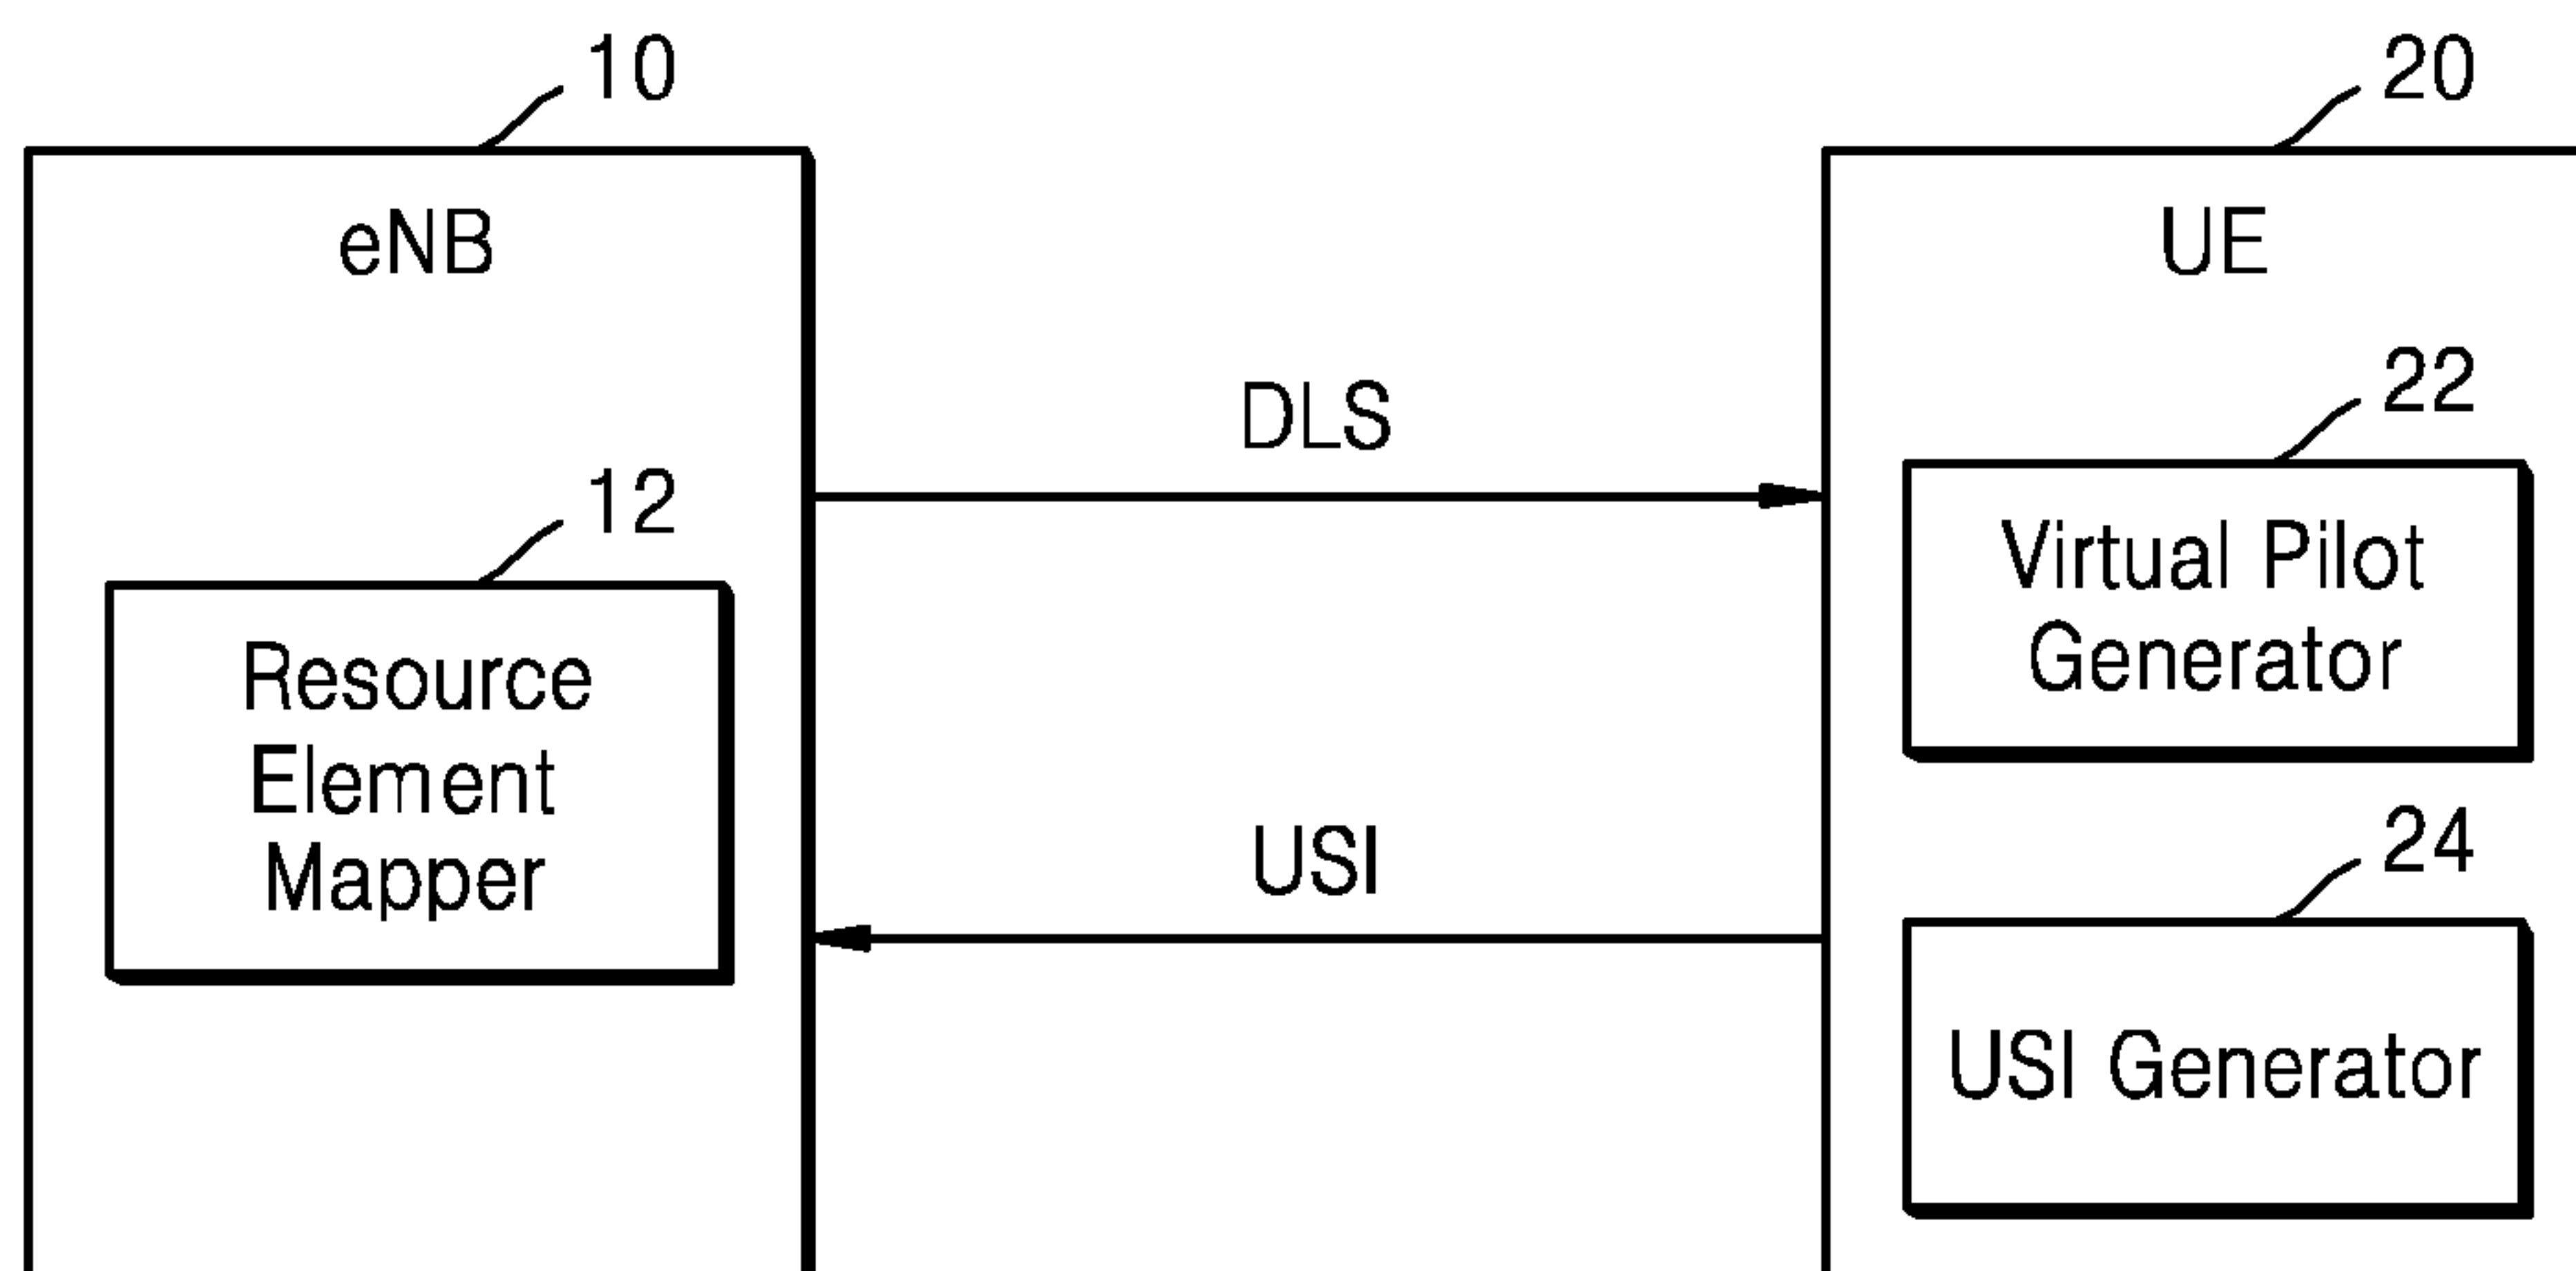 10
eNB
12
Resource
Element
Mapper
DLS
USI
20
UE
22
Virtual Pilot
Generator
24
USI Generator